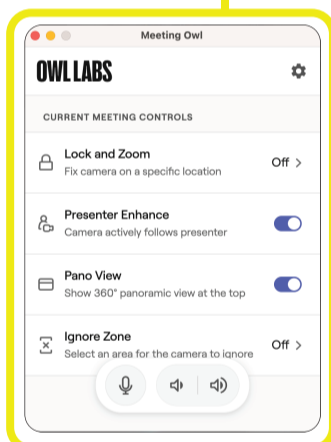 Meeting Owl
OWL LABS
CURRENT MEETING CONTROLS
Lock and Zoom
Fix camera on a specific location
Off >
Presenter Enhance
Camera actively follows presenter
Pano View
Show 360° panoramic view at the top
Ignore Zone
Select an area for the camera to ignore
Off >